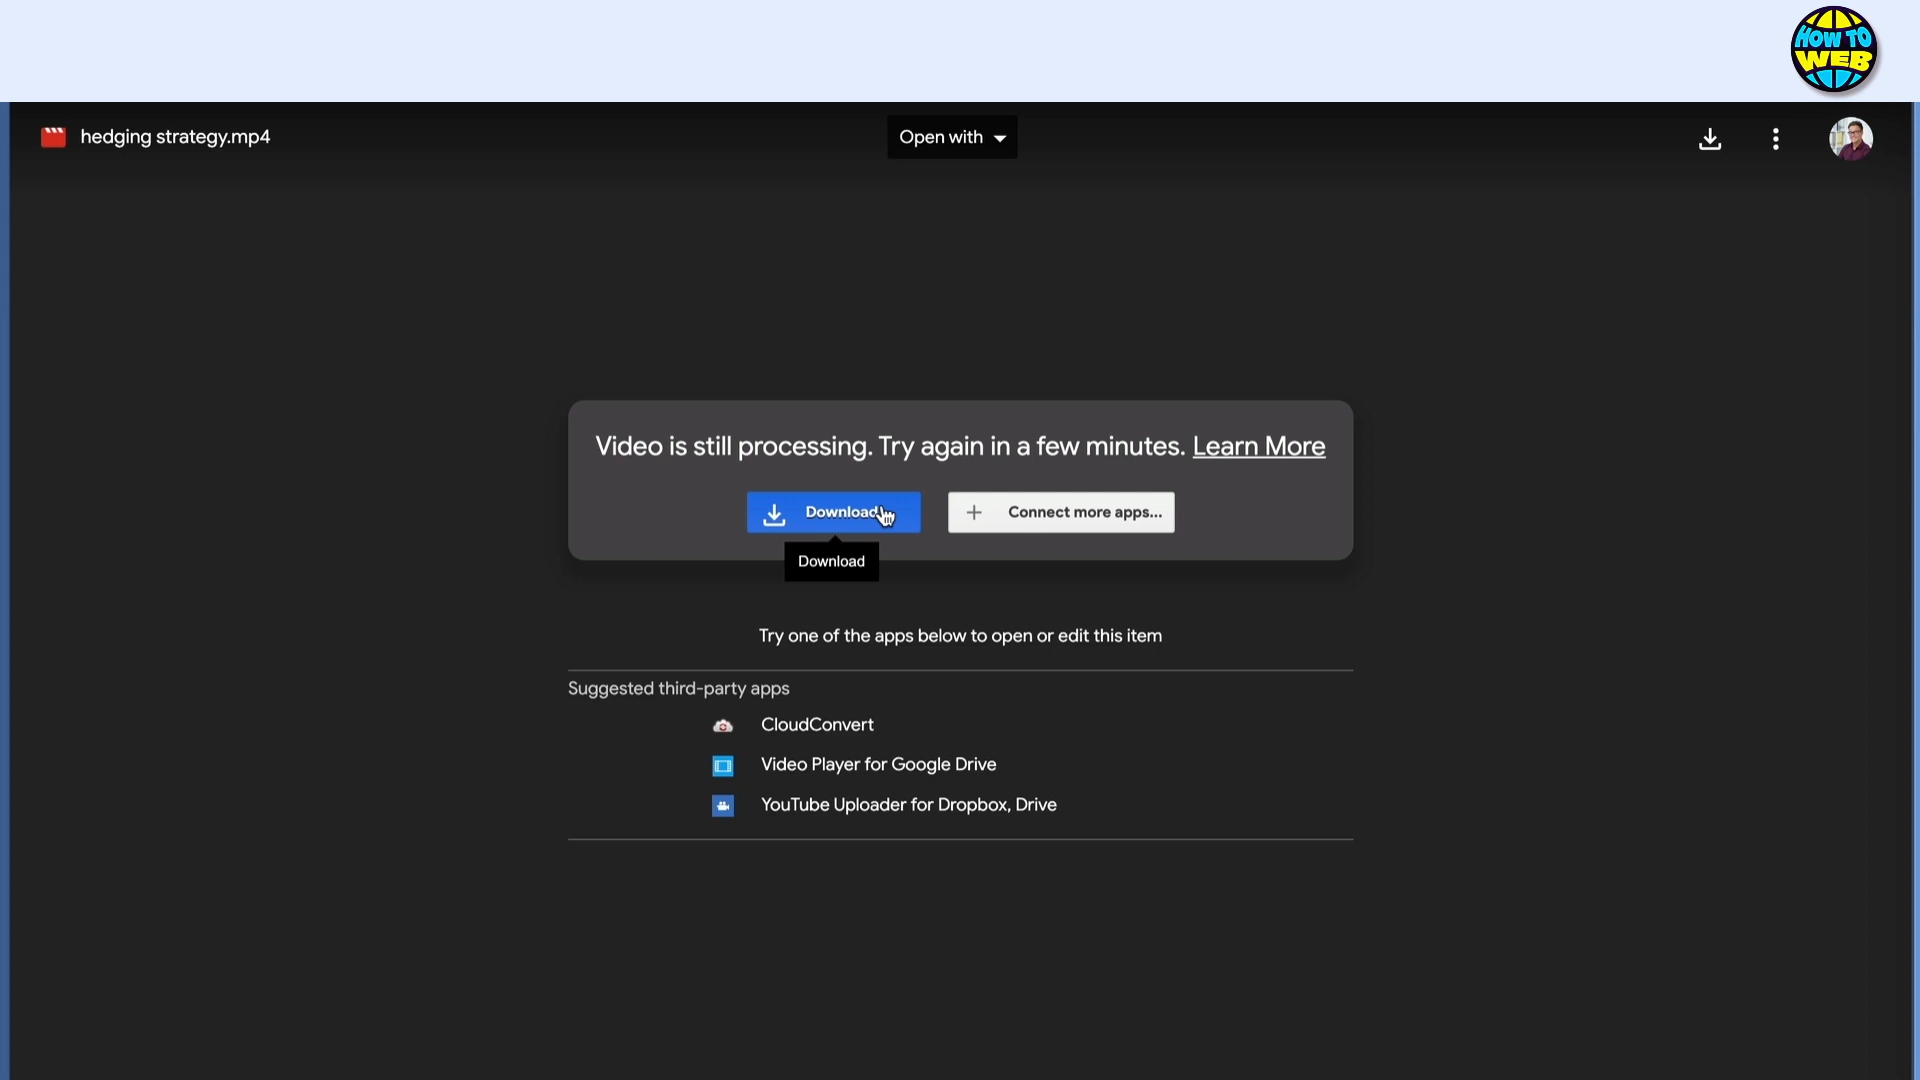 HOW TO
WEB
hedging strategy.mp4
Open with
Video is still processing. Try again in a few minutes. Learn More
Download
Connect more apps...
Download
Try one of the apps below to open or edit this item
Suggested third-party apps
CloudConvert
Video Player for Google Drive
YouTube Uploader for Dropbox, Drive